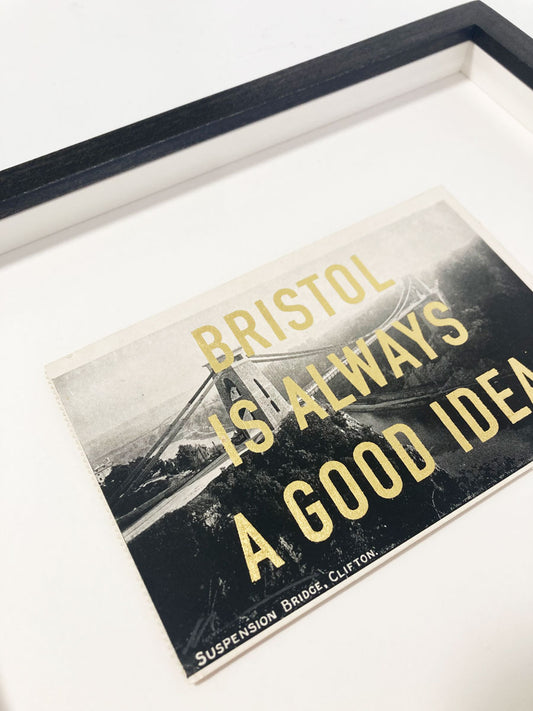 BRISTOL
IS ALWAYS
A GOOD IDEA
SUSPENSION BRIDGE, CLIFTON.